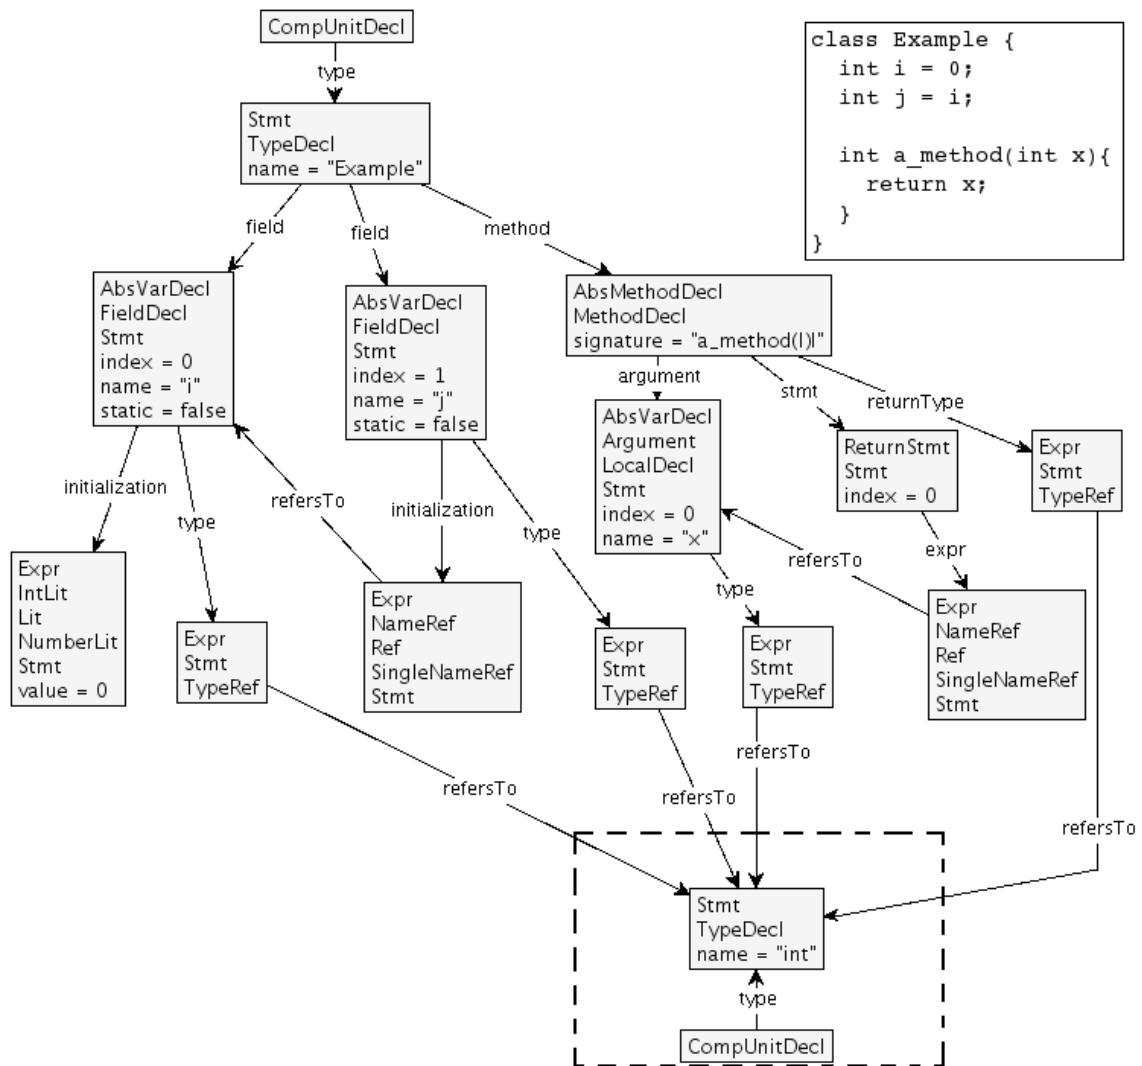 CompUnitDecl
type
Stmt
TypeDecl
name = "Example"
class Example {
int i = 0;
int j = i;
int a_method(int x){
return x;
}
}
field
field
method
AbsVarDecl
FieldDecl
Stmt
index = 0
name = "i"
static = false
AbsVarDecl
FieldDecl
Stmt
index = 1
name = "j"
static = false
AbsMethodDecl
MethodDecl
signature = "a_method(I)I"
argument
stmt
returnType
AbsVarDecl
Argument
LocalDecl
Stmt
index = 0
name = "x"
ReturnStmt
Stmt
index = 0
Expr
Stmt
TypeRef
initialization
type
refersTo
initialization
type
refersTo
expr
type
Expr
IntLit
Lit
NumberLit
Stmt
value = 0
Expr
Stmt
TypeRef
Expr
NameRef
Ref
SingleNameRef
Stmt
Expr
Stmt
TypeRef
Expr
Stmt
TypeRef
Expr
NameRef
Ref
SingleNameRef
Stmt
refersTo
refersTo
refersTo
refersTo
Stmt
TypeDecl
name = "int"
type
CompUnitDecl